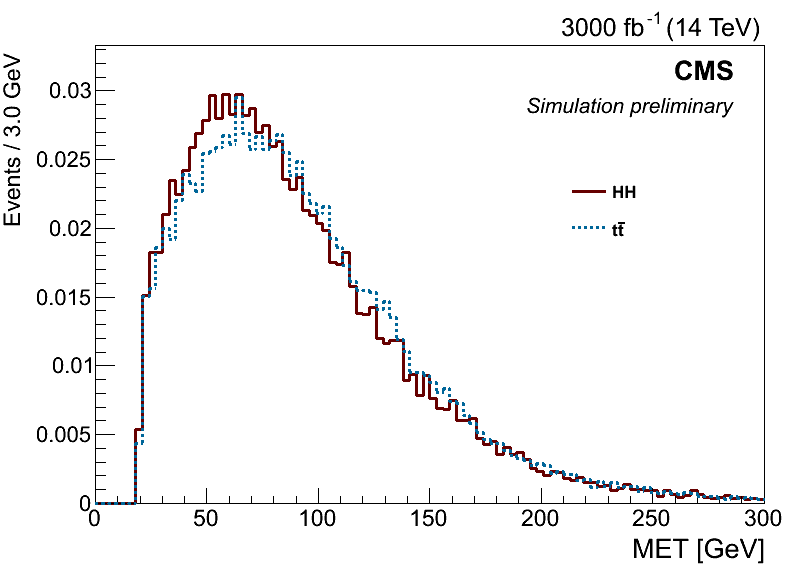 3000 fb⁻¹ (14 TeV)
CMS
Simulation preliminary
Events / 3.0 GeV
0.03
0.025
0.02
0.015
0.01
0.005
0
HH
tt̄
0 50 100 150 200 250 300
MET [GeV]